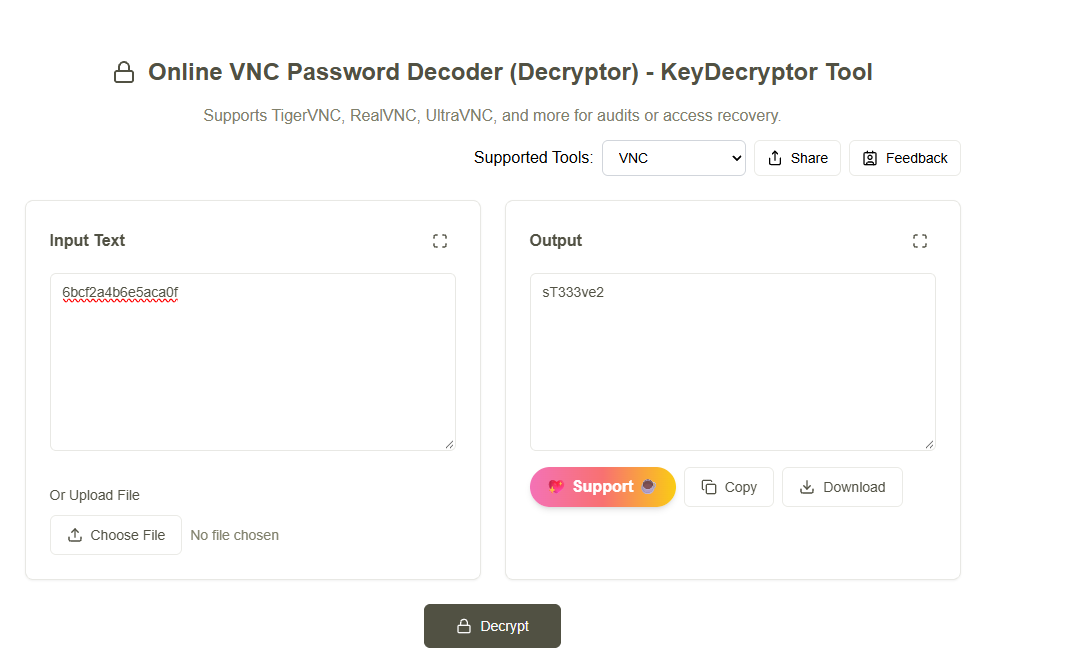 Online VNC Password Decoder (Decryptor) - KeyDecryptor Tool
Supports TigerVNC, RealVNC, UltraVNC, and more for audits or access recovery.
Supported Tools: VNC Share Feedback
Input Text
6bcf2a4b6e5aca0f
Or Upload File
Choose File No file chosen
Output
sT333ve2
Support Copy Download
Decrypt